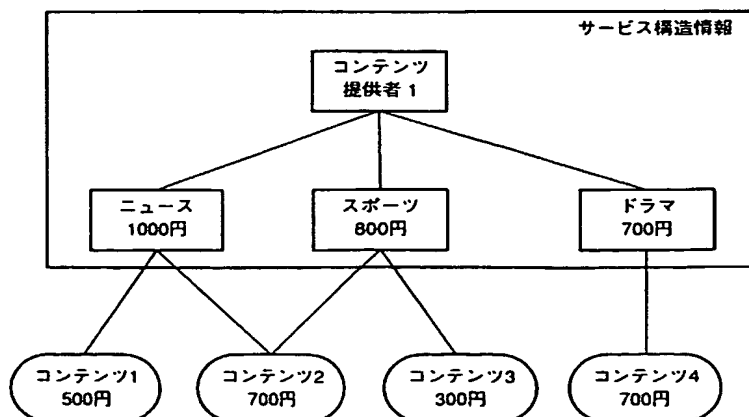 サービス構造情報
コンテンツ
提供者 1
ニュース
1000円
スポーツ
800円
ドラマ
700円
コンテンツ1
500円
コンテンツ2
700円
コンテンツ3
300円
コンテンツ4
700円